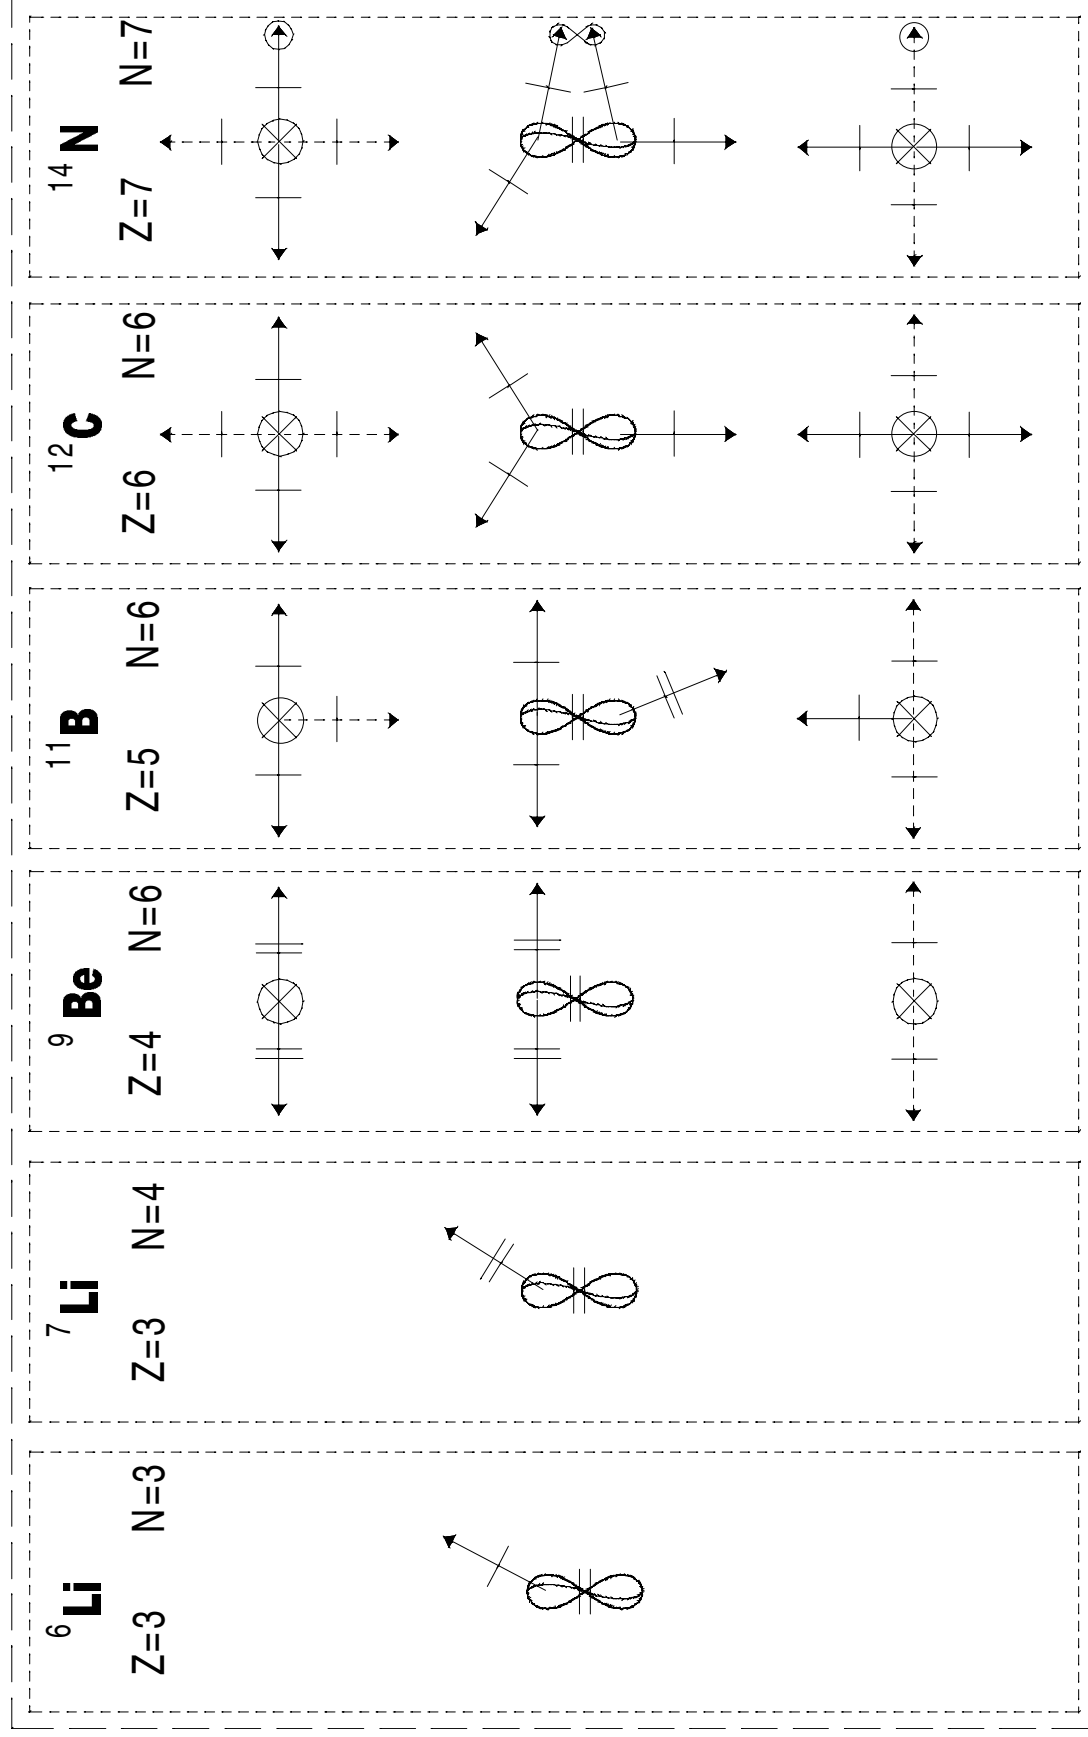 6Li
Z=3 N=3
7Li
Z=3 N=4
9Be
Z=4 N=6
11B
Z=5 N=6
12C
Z=6 N=6
14N
Z=7 N=7